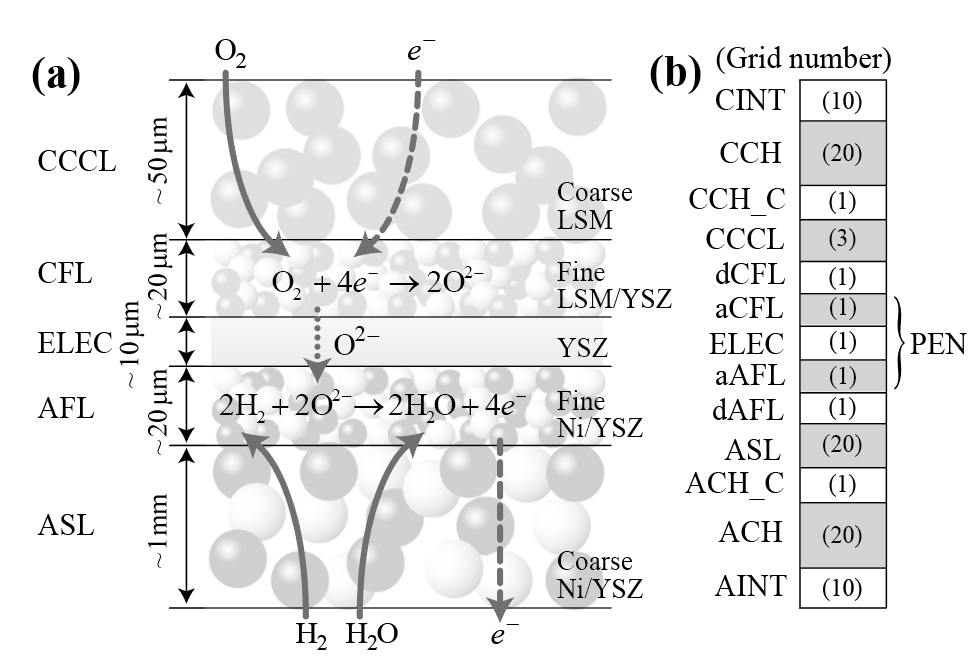 (a)
O₂
e⁻
CCCL
~50 µm
Coarse
LSM
CFL
~20 µm
O₂ + 4e⁻ → 2O²⁻
Fine
LSM/YSZ
ELEC
~10 µm
O²⁻
YSZ
AFL
~20 µm
2H₂ + 2O²⁻ → 2H₂O + 4e⁻
Fine
Ni/YSZ
ASL
~1mm
Coarse
Ni/YSZ
H₂
H₂O
e⁻
(b)
(Grid number)
CINT (10)
CCH (20)
CCH_C (1)
CCCL (3)
dCFL (1)
aCFL (1)
ELEC (1)
PEN
aAFL (1)
dAFL (1)
ASL (20)
ACH_C (1)
ACH (20)
AINT (10)